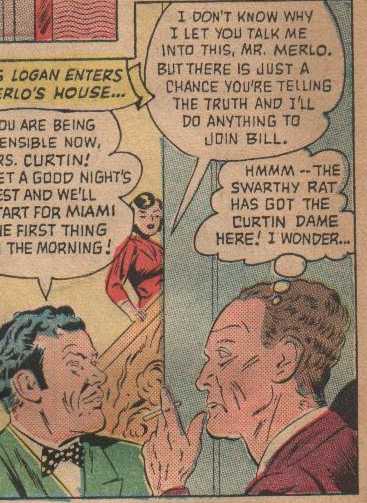 S LOGAN ENTERS
ERLO'S HOUSE...
OU ARE BEING
ENSIBLE NOW,
RS. CURTIN!
ET A GOOD NIGHT'S
EST AND WE'LL
TART FOR MIAMI
HE FIRST THING
THE MORNING!
I DON'T KNOW WHY
I LET YOU TALK ME
INTO THIS, MR. MERLO.
BUT THERE IS JUST A
CHANCE YOU'RE TELLING
THE TRUTH AND I'LL
DO ANYTHING TO
JOIN BILL.
HMMM -- THE
SWARTHY RAT
HAS GOT THE
CURTIN DAME
HERE! I WONDER...